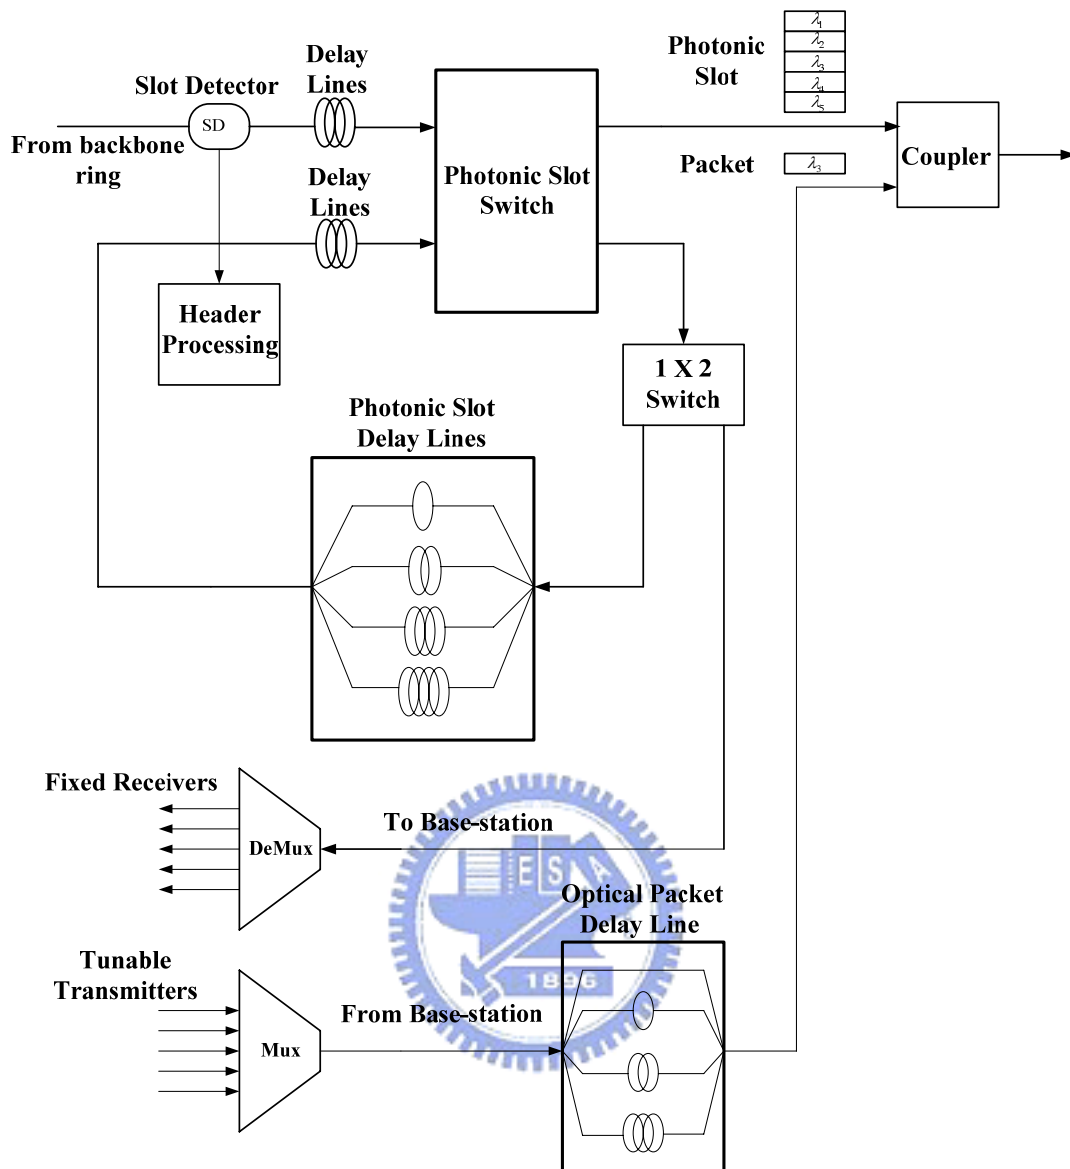 λ1
λ2
λ3
λ4
λ5
Photonic
Slot
Delay
Lines
Slot Detector
SD
From backbone
ring
Packet
λ3
Coupler
Delay
Lines
Photonic Slot
Switch
Header
Processing
1 X 2
Switch
Photonic Slot
Delay Lines
Fixed Receivers
DeMux
To Base-station
E S A
Optical Packet
Delay Line
1896
Tunable
Transmitters
From Base-station
Mux